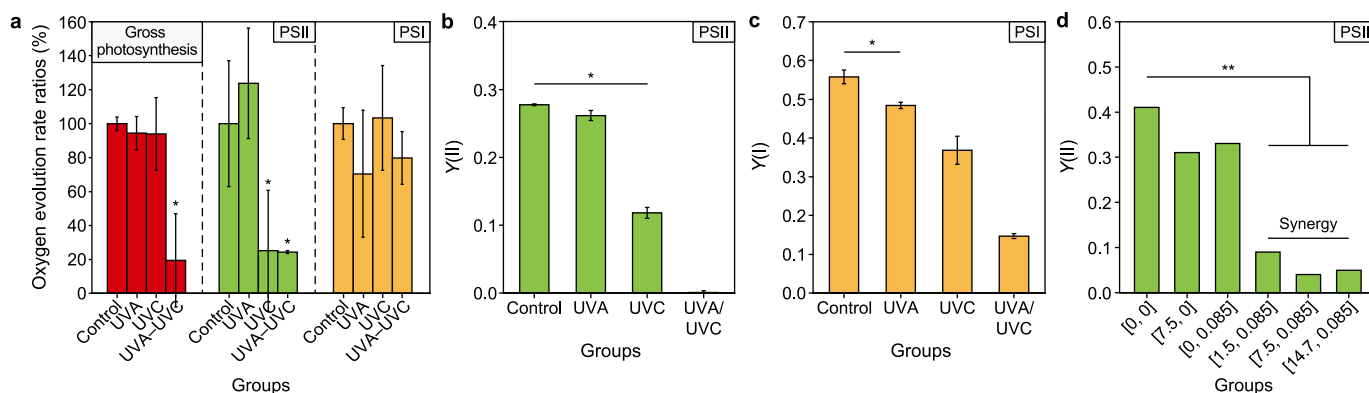 a
Oxygen evolution rate ratios (%)
160
140
120
100
80
60
40
20
0
Gross
photosynthesis
PSII
PSI
*
*
*
Control
UVA
UVC
UVA–UVC
Control
UVA
UVC
UVA–UVC
Control
UVA
UVC
UVA–UVC
Groups
b
Y(II)
0.4
0.3
0.2
0.1
0.0
PSII
*
Control
UVA
UVC
UVA/
UVC
Groups
c
Y(I)
0.7
0.6
0.5
0.4
0.3
0.2
0.1
0.0
PSI
*
Control
UVA
UVC
UVA/
UVC
Groups
d
Y(II)
0.6
0.5
0.4
0.3
0.2
0.1
0.0
PSII
**
Synergy
[0, 0]
[7.5, 0]
[0, 0.085]
[1.5, 0.085]
[7.5, 0.085]
[14.7, 0.085]
Groups